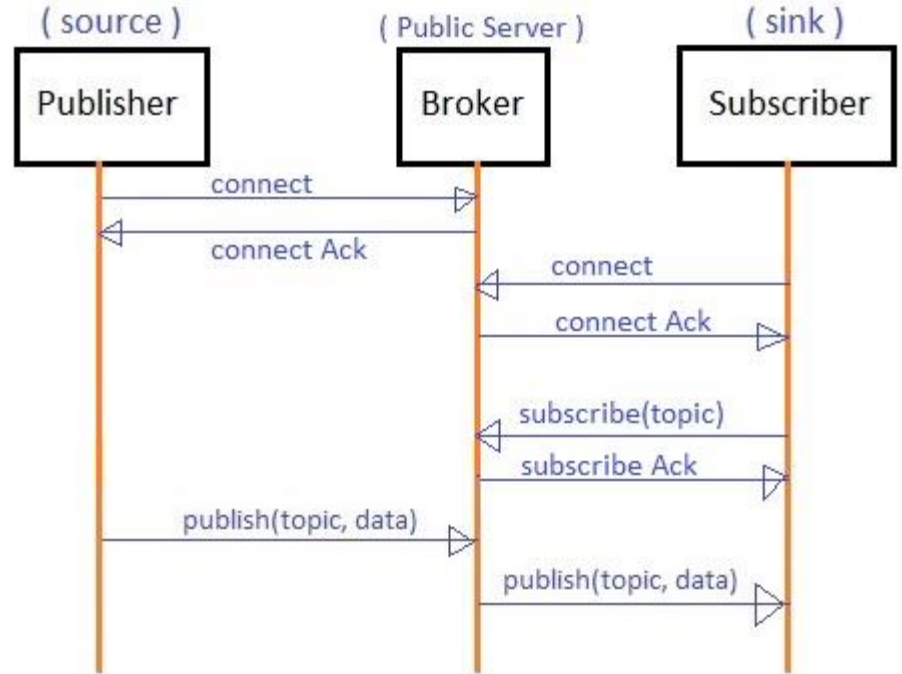 ( source )
( Public Server )
( sink )
Publisher
Broker
Subscriber
connect
connect Ack
connect
connect Ack
subscribe(topic)
subscribe Ack
publish(topic, data)
publish(topic, data)